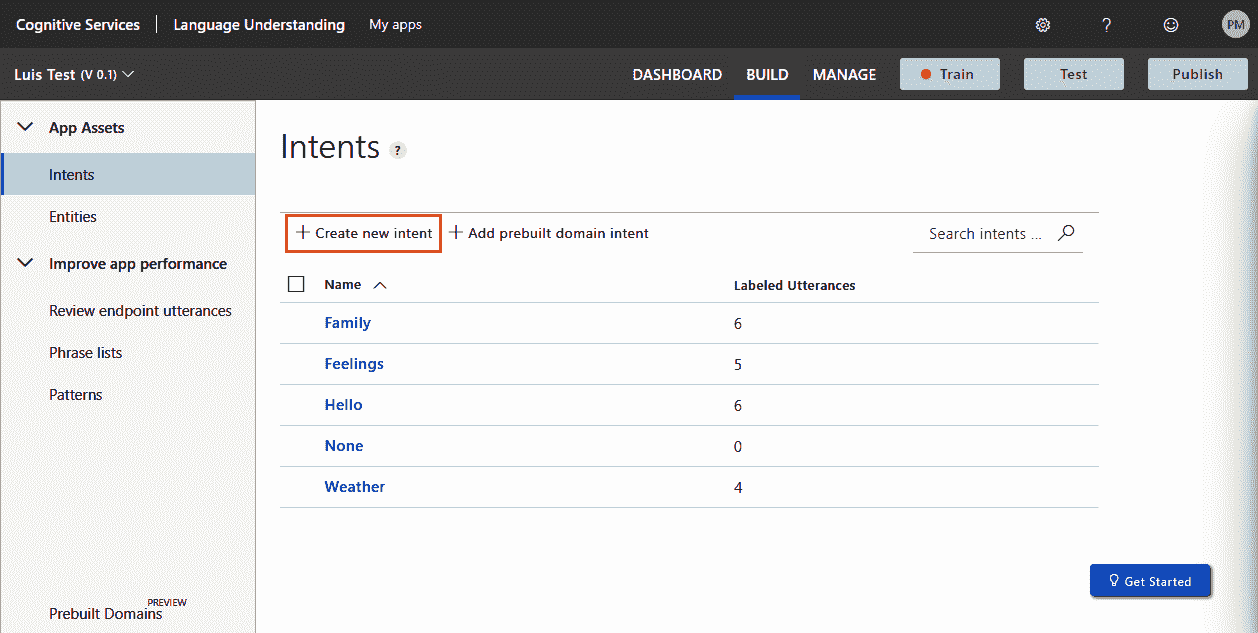 Cognitive Services Language Understanding My apps ? PM
Luis Test (V 0.1) DASHBOARD BUILD MANAGE Train Test Publish
App Assets
Intents
Entities
Improve app performance
Review endpoint utterances
Phrase lists
Patterns
Prebuilt Domains PREVIEW
Intents ?
+ Create new intent + Add prebuilt domain intent Search intents ...
Name Labeled Utterances
Family 6
Feelings 5
Hello 6
None 0
Weather 4
Get Started